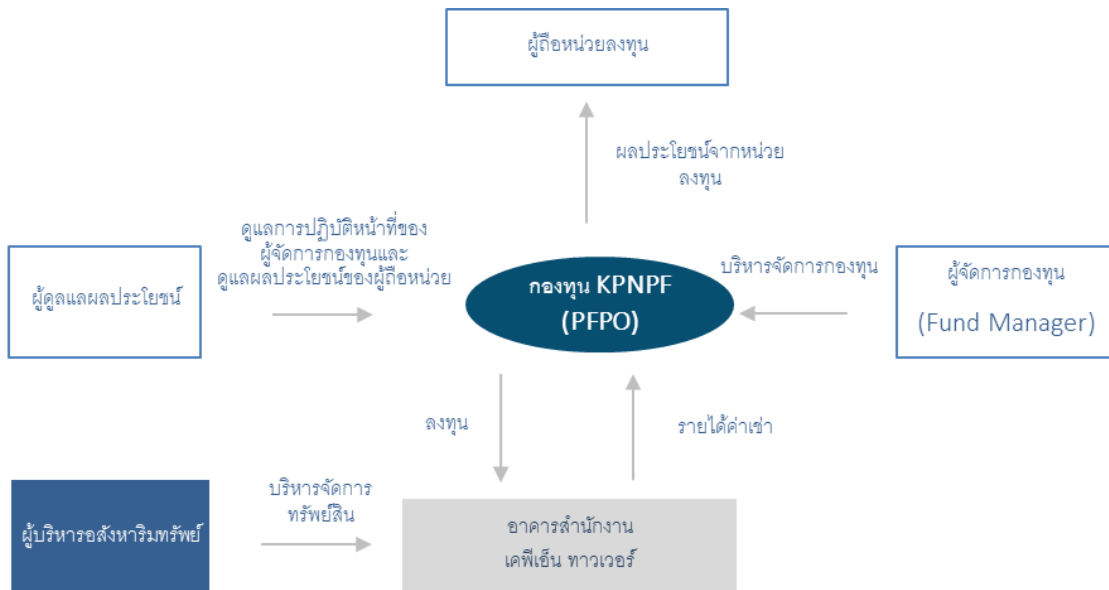 ผู้ถือหน่วยลงทุน
ผลประโยชน์จากหน่วย
ลงทุน
ดูแลการปฏิบัติหน้าที่ของ
ผู้จัดการกองทุนและ
ดูแลผลประโยชน์ของผู้ถือหน่วย
ผู้ดูลแลผลประโยชน์
กองทุน KPNPF
(PFPO)
บริหารจัดการกองทุน
ผู้จัดการกองทุน
(Fund Manager)
ลงทุน
รายได้ค่าเช่า
ผู้บริหารอสังหาริมทรัพย์
บริหารจัดการ
ทรัพย์สิน
อาคารสำนักงาน
เคพีเอ็น ทาวเวอร์